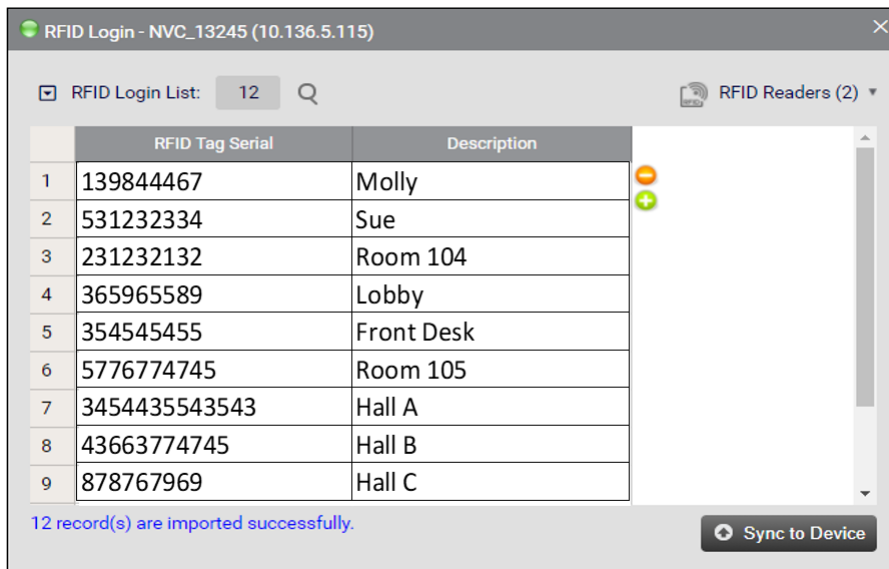 RFID Login - NVC_13245 (10.136.5.115)
RFID Login List: 12 RFID Readers (2)
RFID Tag Serial Description
1 139844467 Molly
2 531232334 Sue
3 231232132 Room 104
4 365965589 Lobby
5 354545455 Front Desk
6 5776774745 Room 105
7 3454435543543 Hall A
8 43663774745 Hall B
9 878767969 Hall C
12 record(s) are imported successfully.
Sync to Device